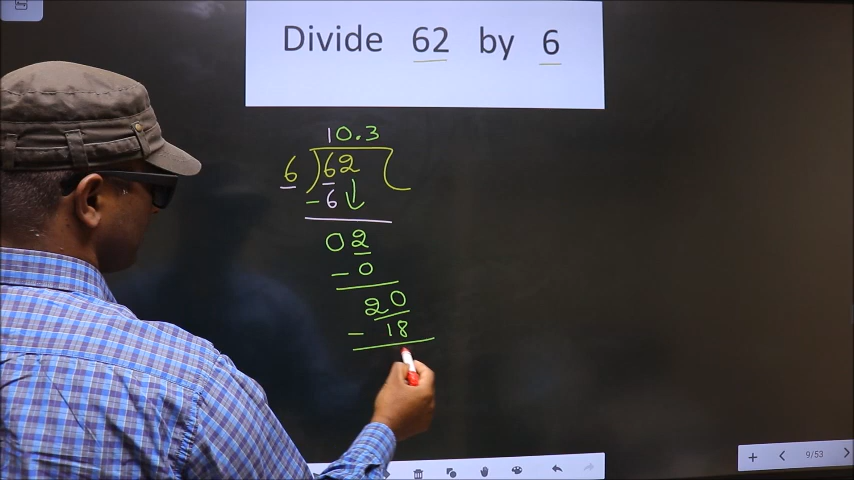 Divide 62 by 6
10.3
6 ) 62 (
- 6 ↓
02
- 0
20
- 18
9/53